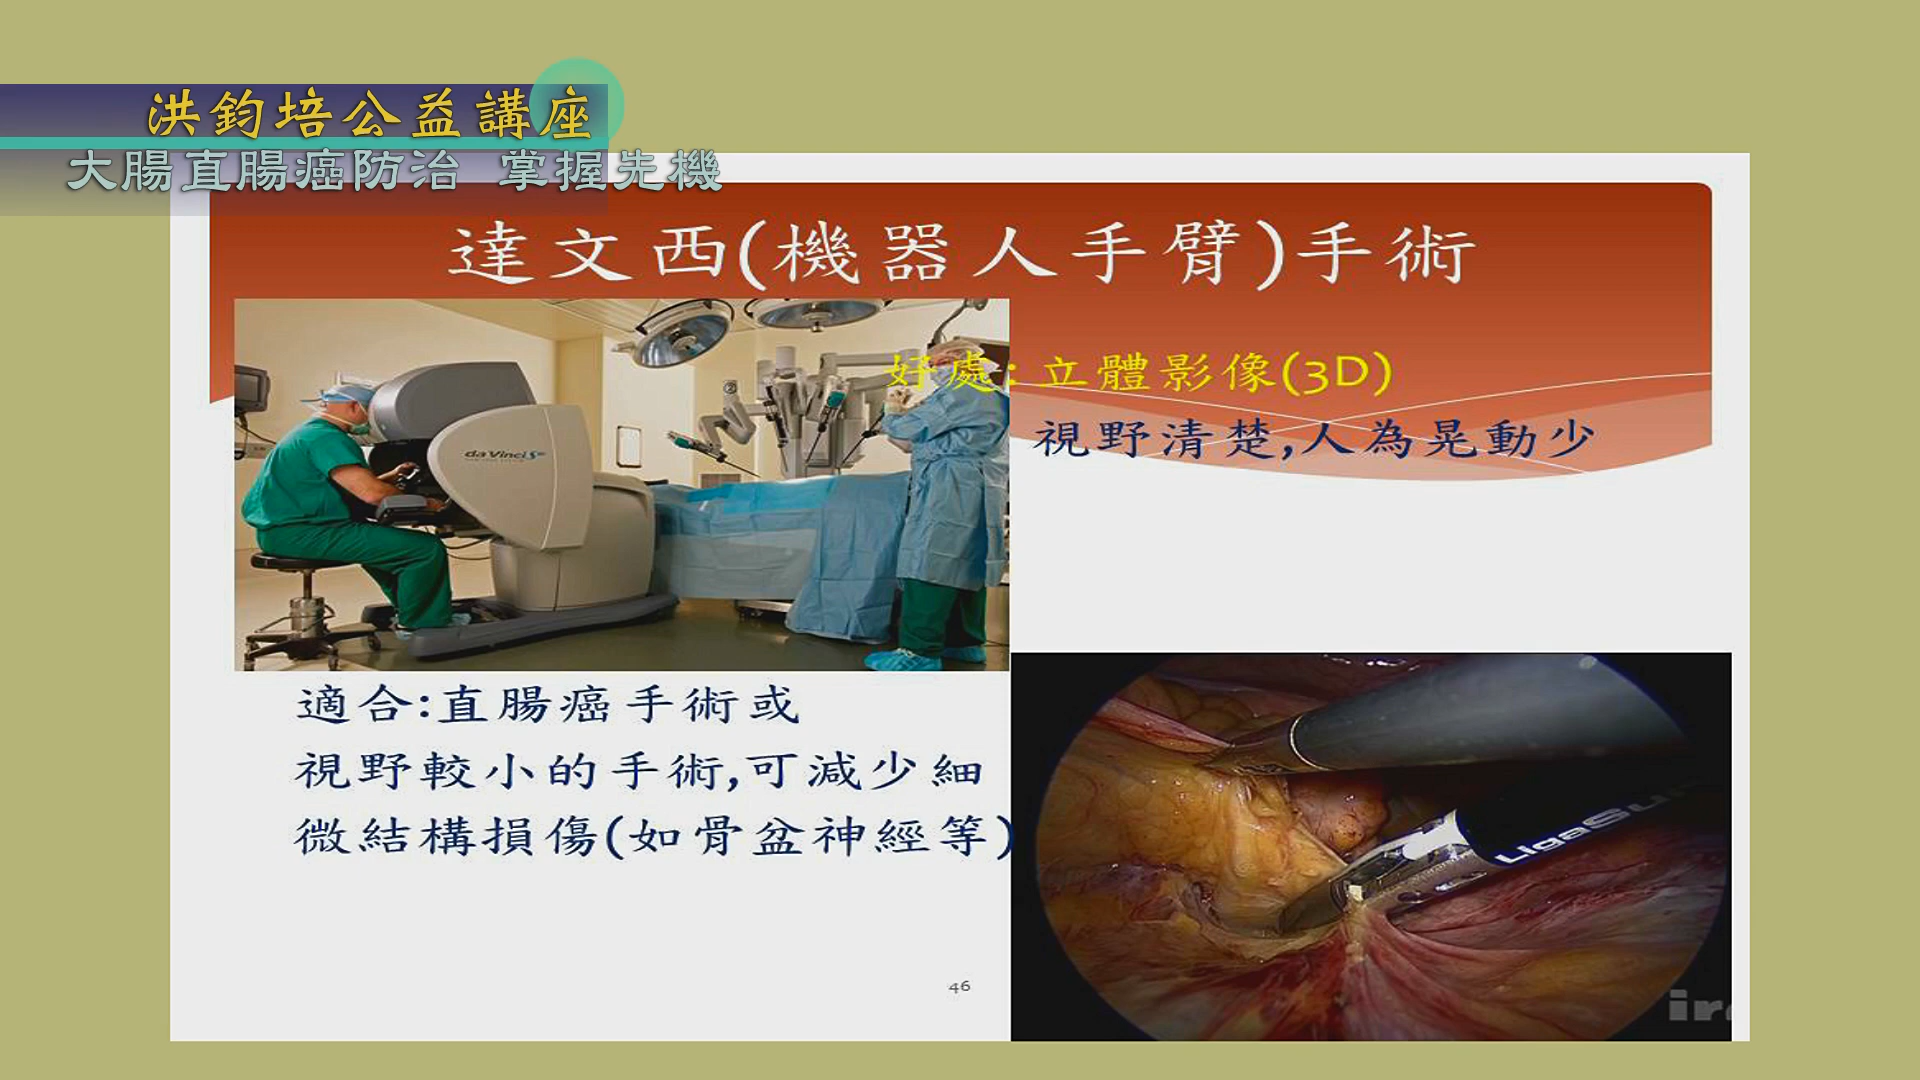 洪鈞培公益講座
大腸直腸癌防治 掌握先機
達文西(機器人手臂)手術
好處:立體影像(3D)
視野清楚,人為晃動少
da Vinci S
適合:直腸癌手術或
視野較小的手術,可減少細
微結構損傷(如骨盆神經等)
LigaSu
46